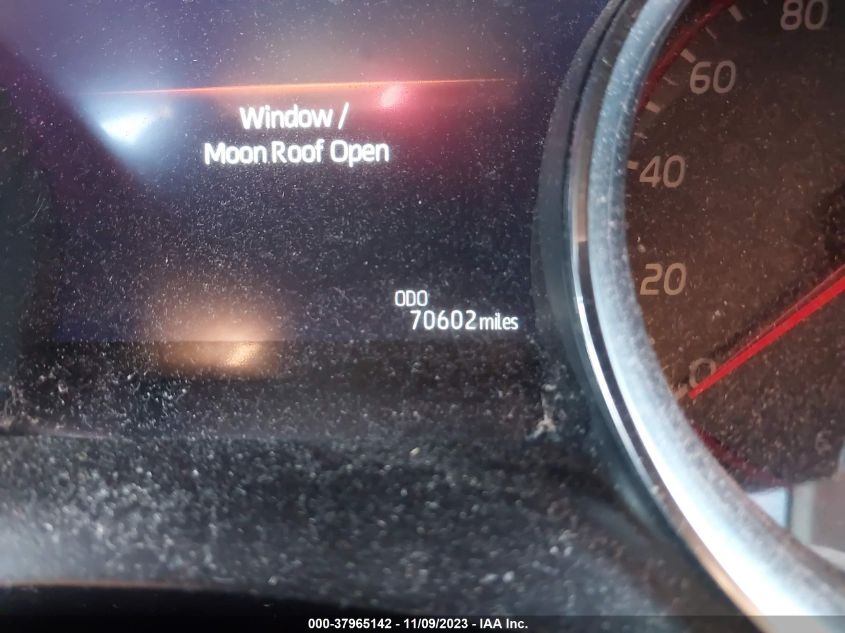 Window /
Moon Roof Open
ODO
70602 miles
80
60
40
20
0
000-37965142 - 11/09/2023 - IAA Inc.